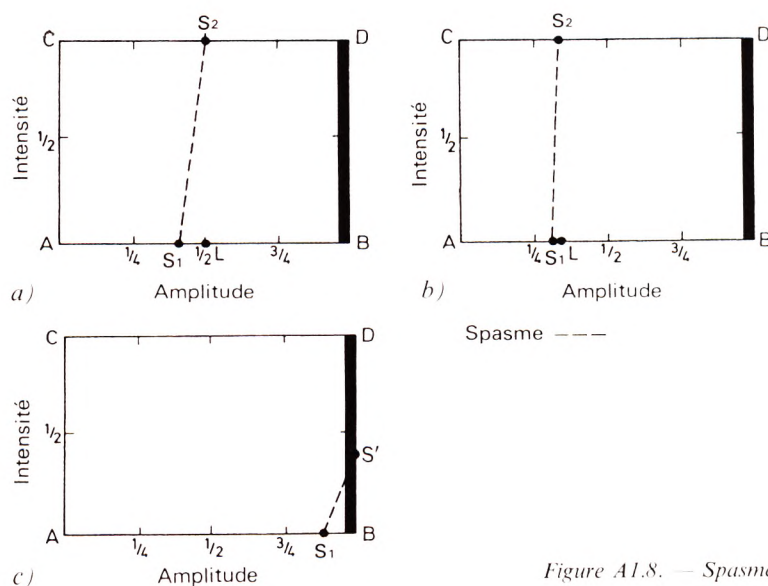 C S2 D
Intensité
1/2
A 1/4 S1 1/2 L 3/4 B
Amplitude
a)
C S2 D
Intensité
1/2
A 1/4 S1 L 1/2 3/4 B
Amplitude
b)
Spasme ---
C D
Intensité
1/2
S'
A 1/4 1/2 3/4 S1 B
Amplitude
c)
Figure A1.8. — Spasme